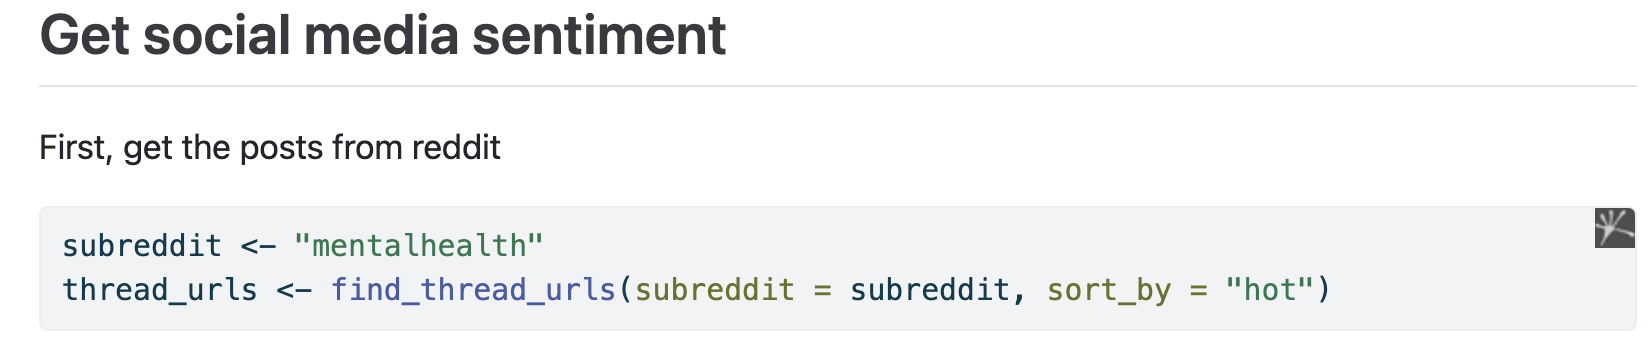 Get social media sentiment
First, get the posts from reddit
subreddit <- "mentalhealth"
thread_urls <- find_thread_urls(subreddit = subreddit, sort_by = "hot")